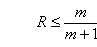 R ≤ m/(m+1)